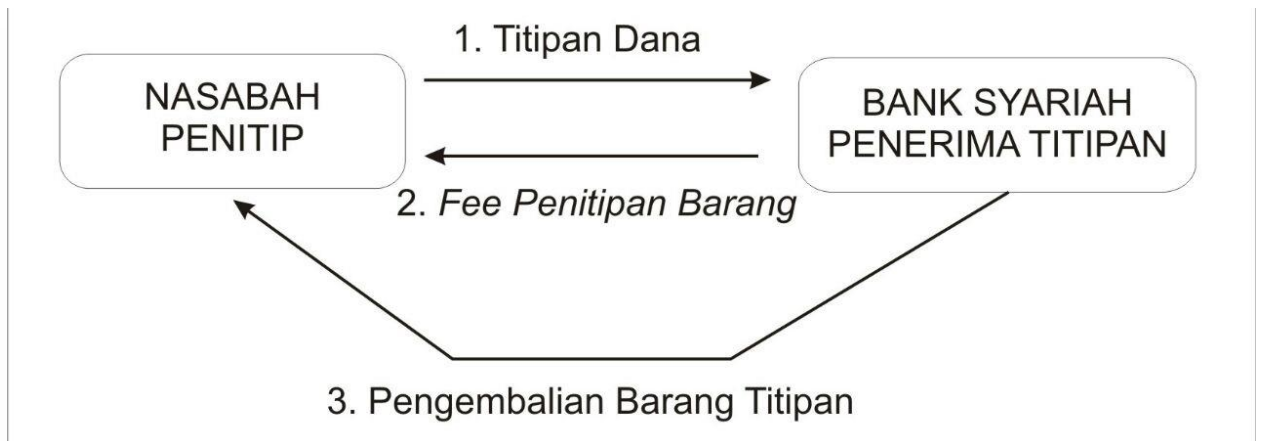 1. Titipan Dana
NASABAH
PENITIP
BANK SYARIAH
PENERIMA TITIPAN
2. Fee Penitipan Barang
3. Pengembalian Barang Titipan